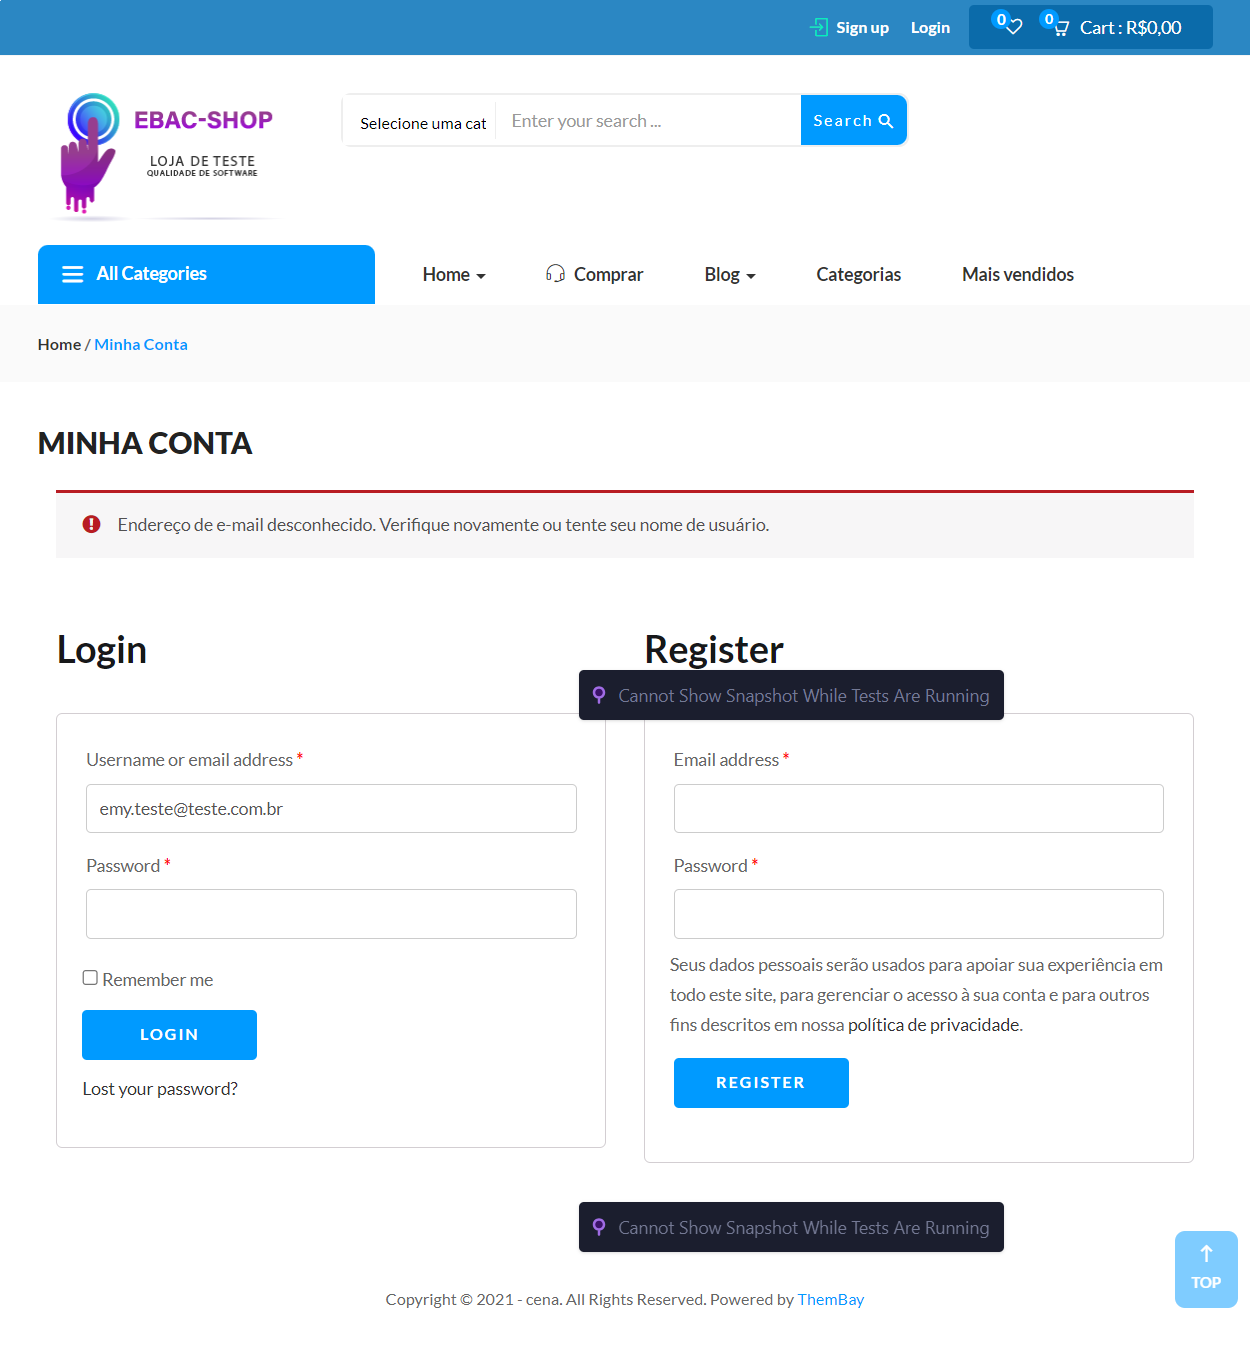 Sign up Login 0 0 Cart : R$0,00
EBAC-SHOP
LOJA DE TESTE
QUALIDADE DE SOFTWARE
Selecione uma cat Enter your search ... Search
All Categories Home Comprar Blog Categorias Mais vendidos
Home / Minha Conta
MINHA CONTA
Endereço de e-mail desconhecido. Verifique novamente ou tente seu nome de usuário.
Login
Username or email address *
emy.teste@teste.com.br
Password *
Remember me
LOGIN
Lost your password?
Register
Cannot Show Snapshot While Tests Are Running
Email address *
Password *
Seus dados pessoais serão usados para apoiar sua experiência em
todo este site, para gerenciar o acesso à sua conta e para outros
fins descritos em nossa política de privacidade.
REGISTER
Cannot Show Snapshot While Tests Are Running
TOP
Copyright © 2021 - cena. All Rights Reserved. Powered by ThemBay